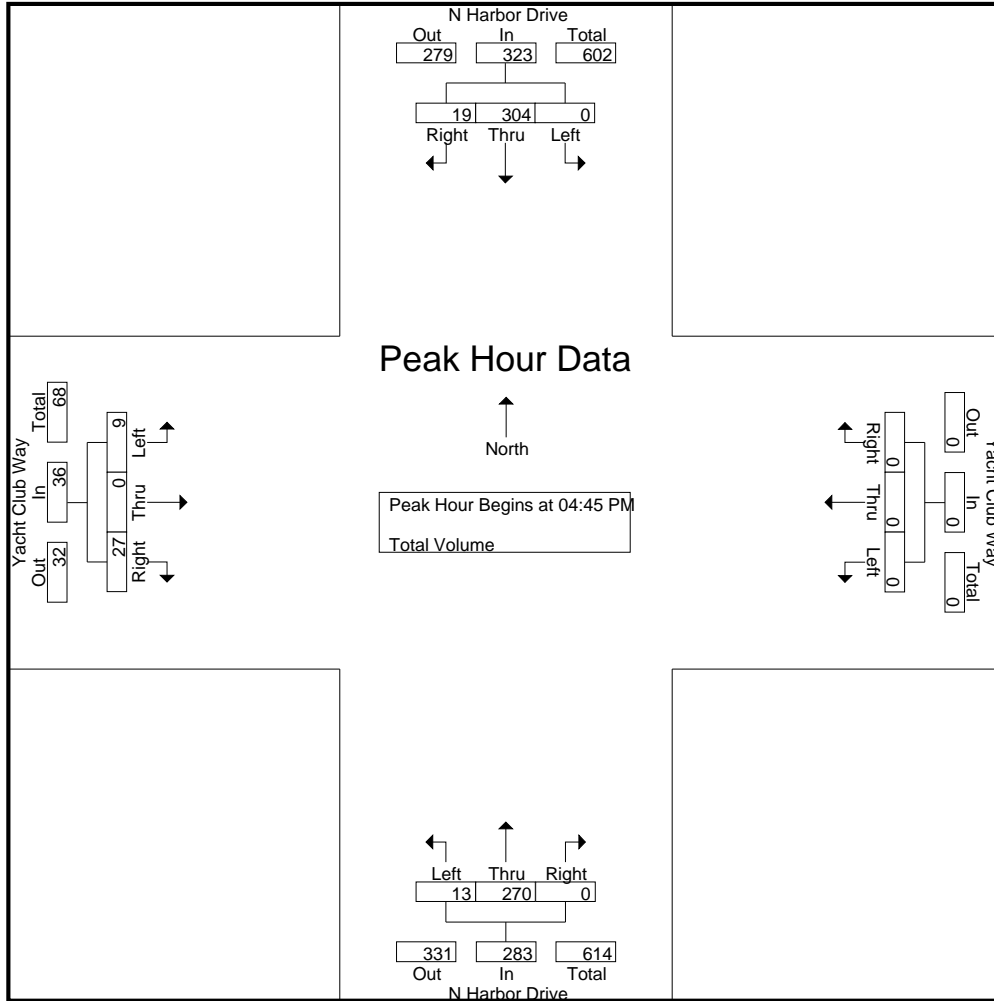 N Harbor Drive
Out In Total
279 323 602
19 304 0
Right Thru Left
Peak Hour Data
North
Peak Hour Begins at 04:45 PM
Total Volume
Yacht Club Way
Out In Total
32 36 68
27 0 9
Right Thru Left
Yacht Club Way
Out In Total
0 0 0
0 0 0
Right Thru Left
Left Thru Right
13 270 0
331 283 614
Out In Total
N Harbor Drive